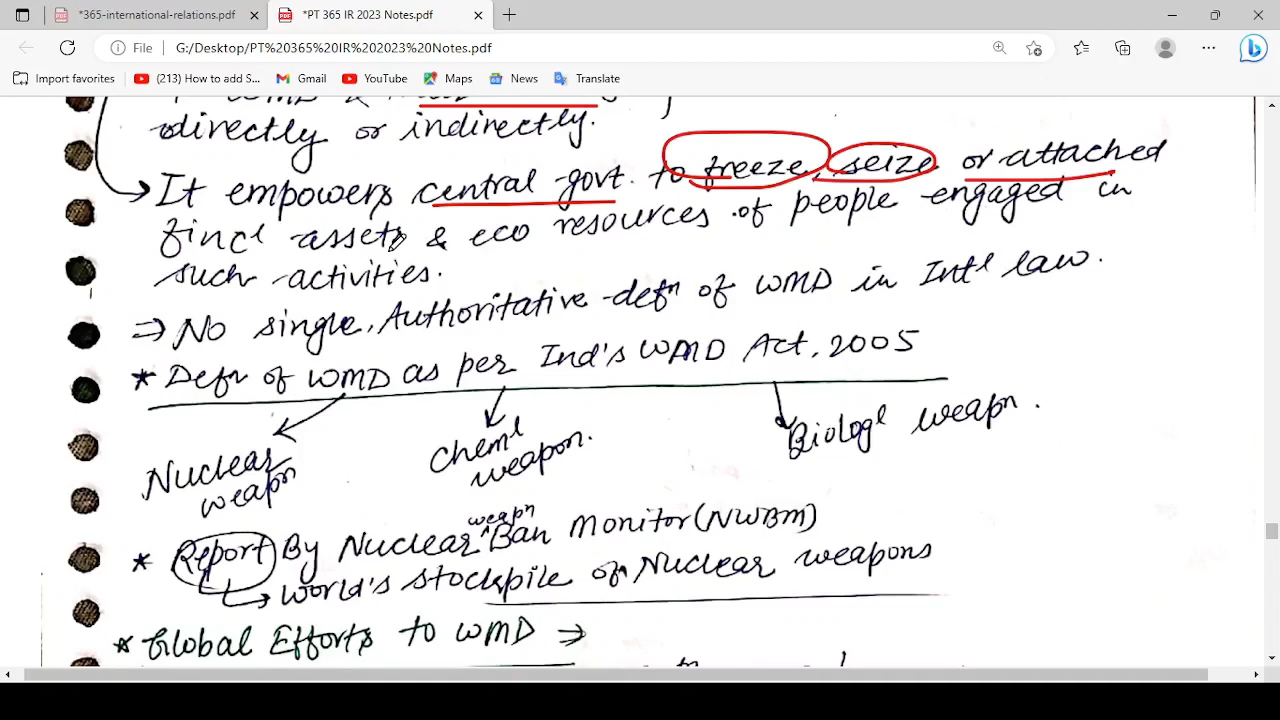 *365-international-relations.pdf
*PT 365 IR 2023 Notes.pdf
File
G:/Desktop/PT%20365%20IR%202023%20Notes.pdf
Import favorites
(213) How to add S...
Gmail
YouTube
Maps
News
Translate
directly or indirectly.
It empowers central govt. to freeze, seize or attached
fincl assets & eco resources of people engaged in
such activities.
⇒ No single, Authoritative defn of WMD in Intl law.
* Defn of WMD as per Ind's WMD Act, 2005
Nuclear weapn
Cheml weapon.
Biologl weapn.
* Report By Nuclear weapn Ban Monitor (NWBM)
World's stockpile of Nuclear weapons
* Global Efforts to WMD ⇒